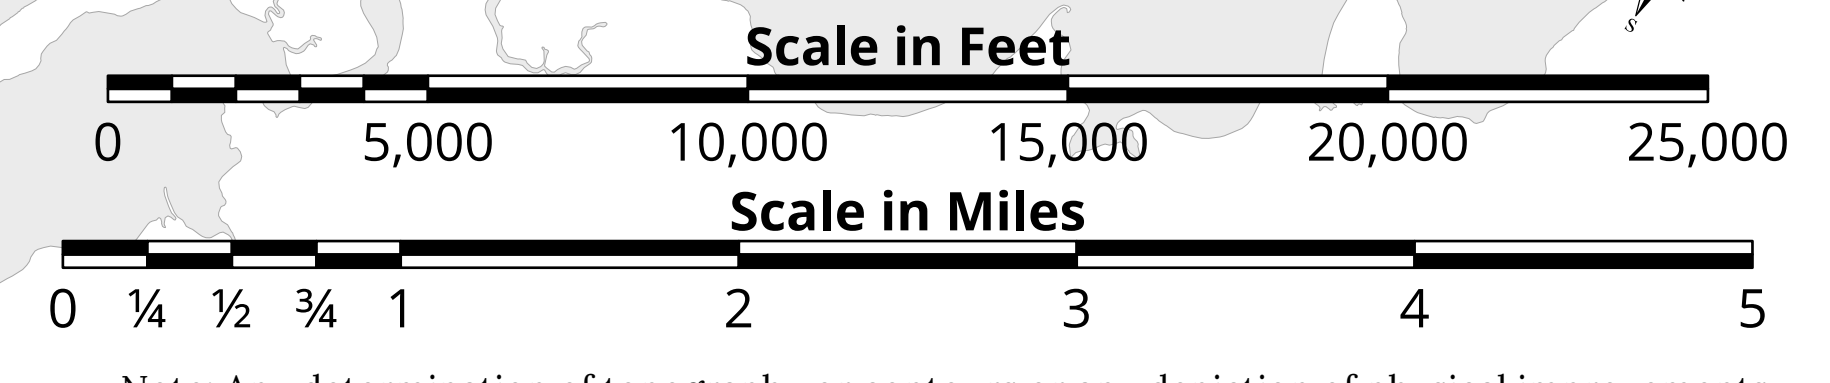 Scale in Feet
S
0 5,000 10,000 15,000 20,000 25,000
Scale in Miles
0 ¼ ½ ¾ 1 2 3 4 5